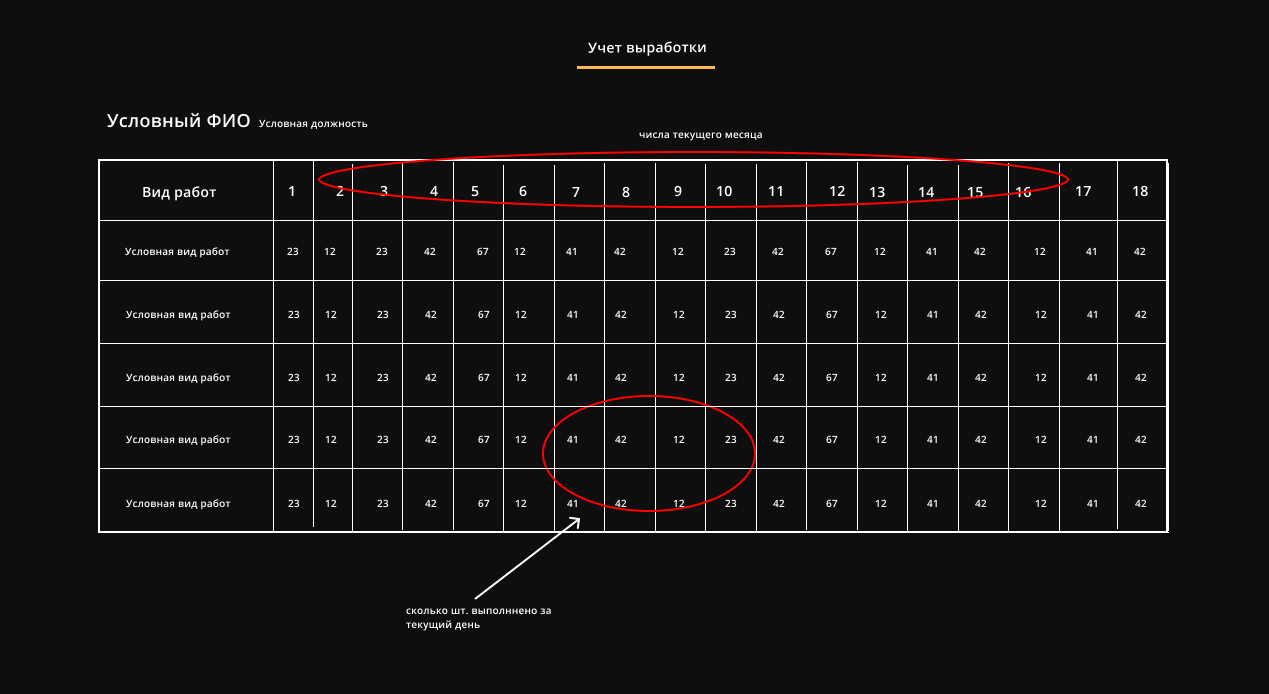 Учет выработки
Условный ФИО Условная должность
числа текущего месяца
Вид работ 1 2 3 4 5 6 7 8 9 10 11 12 13 14 15 16 17 18
Условная вид работ 23 12 23 42 67 12 41 42 12 23 42 67 12 41 42 12 41 42
Условная вид работ 23 12 23 42 67 12 41 42 12 23 42 67 12 41 42 12 41 42
Условная вид работ 23 12 23 42 67 12 41 42 12 23 42 67 12 41 42 12 41 42
Условная вид работ 23 12 23 42 67 12 41 42 12 23 42 67 12 41 42 12 41 42
Условная вид работ 23 12 23 42 67 12 41 42 12 23 42 67 12 41 42 12 41 42
сколько шт. выполннено за
текущий день